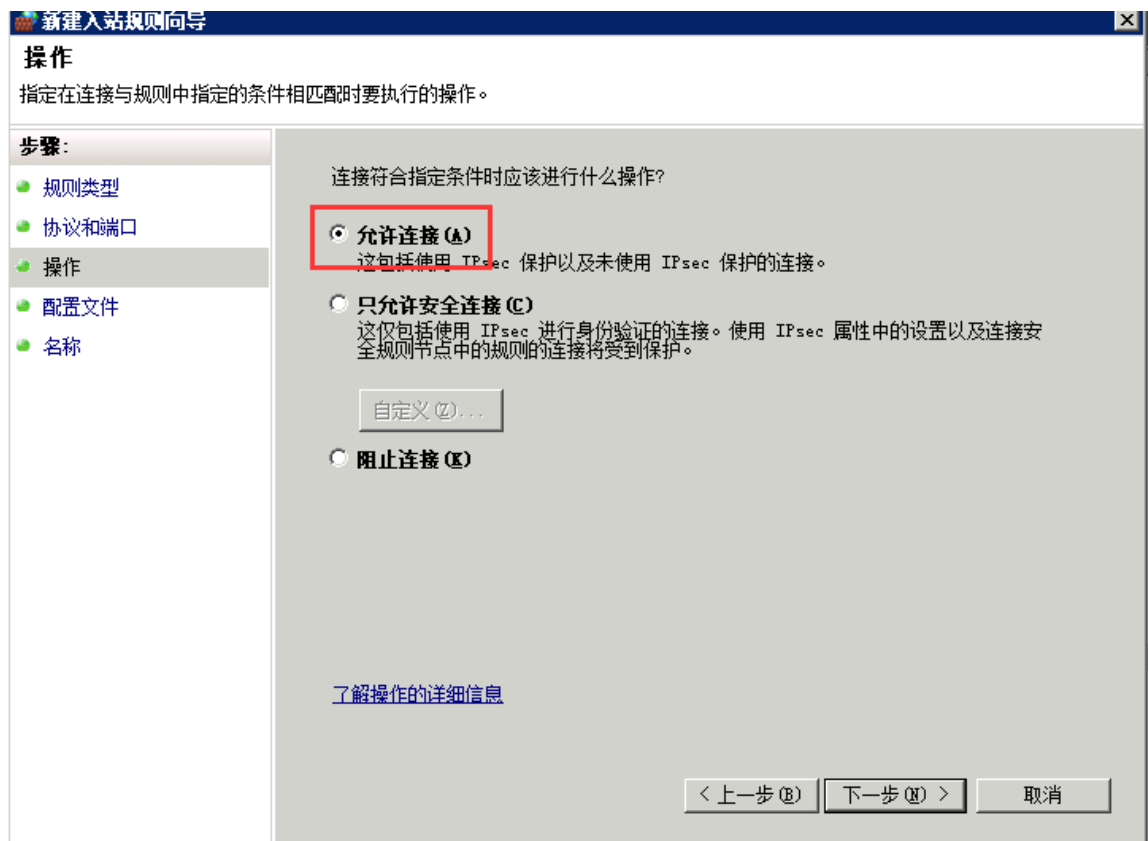 新建入站规则向导
操作
指定在连接与规则中指定的条件相匹配时要执行的操作。
步骤:
规则类型
协议和端口
操作
配置文件
名称
连接符合指定条件时应该进行什么操作?
允许连接(A)
这包括使用 IPsec 保护以及未使用 IPsec 保护的连接。
只允许安全连接(C)
这仅包括使用 IPsec 进行身份验证的连接。使用 IPsec 属性中的设置以及连接安
全规则节点中的规则的连接将受到保护。
自定义(Z)...
阻止连接(K)
了解操作的详细信息
< 上一步(B)
下一步(N) >
取消